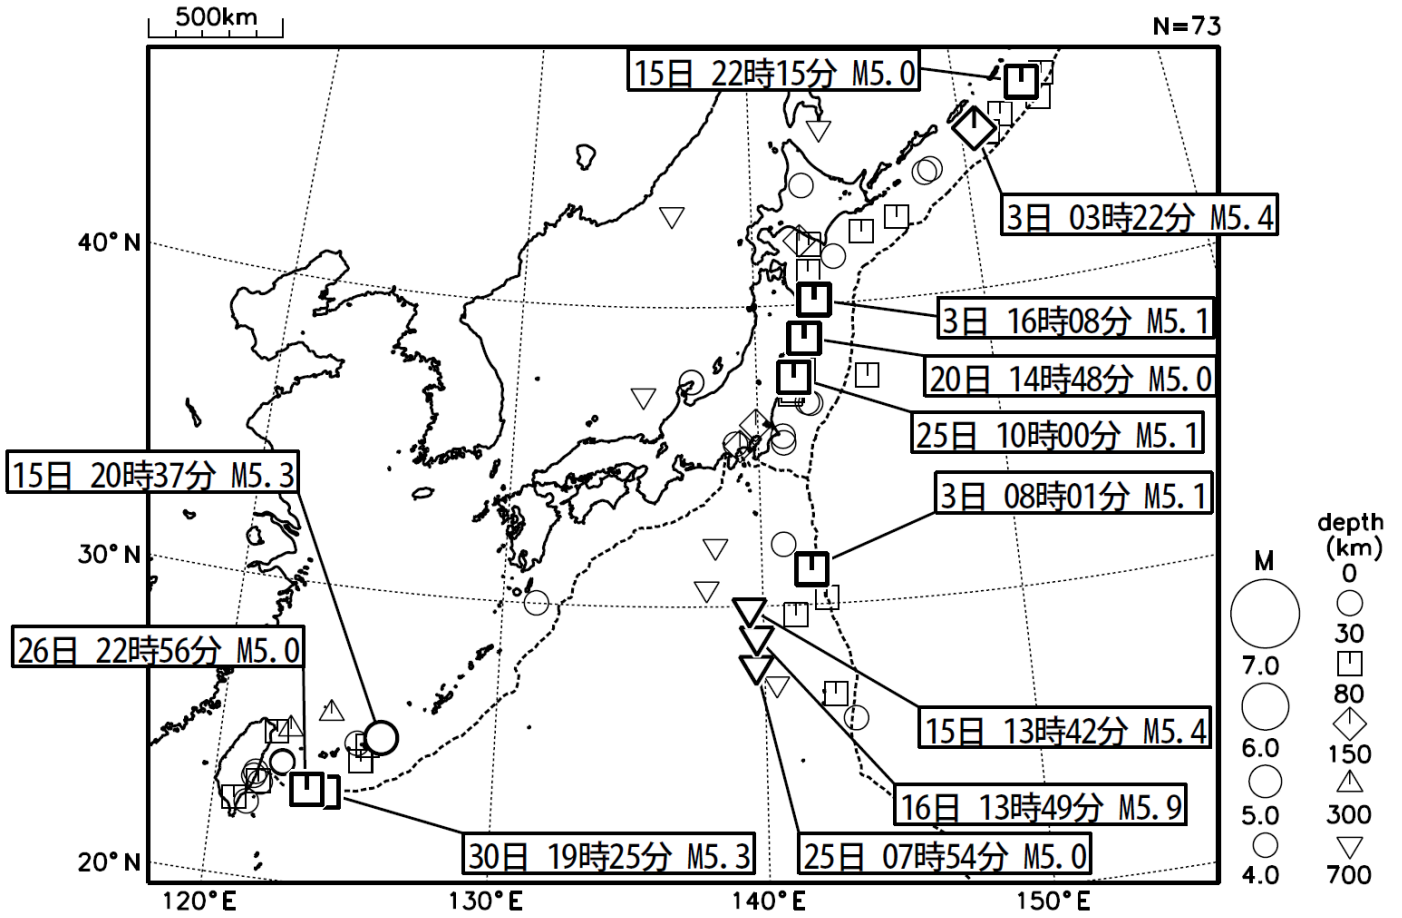 500km
N=73
15日 22時15分 M5.0
3日 03時22分 M5.4
40°N
3日 16時08分 M5.1
20日 14時48分 M5.0
25日 10時00分 M5.1
15日 20時37分 M5.3
3日 08時01分 M5.1
30°N
26日 22時56分 M5.0
15日 13時42分 M5.4
16日 13時49分 M5.9
30日 19時25分 M5.3
25日 07時54分 M5.0
20°N
120°E
130°E
140°E
150°E
M
7.0
6.0
5.0
4.0
depth
(km)
0
30
80
150
300
700